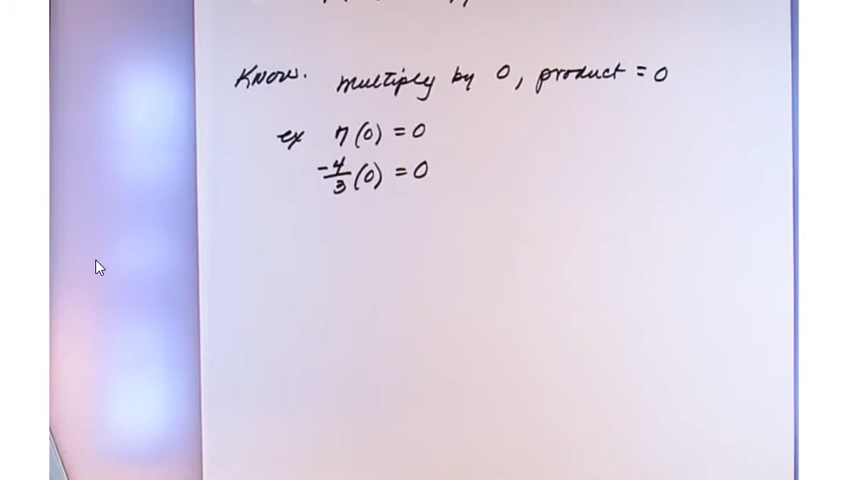 Know. multiply by 0, product = 0
ex 7(0) = 0
-4/3 (0) = 0